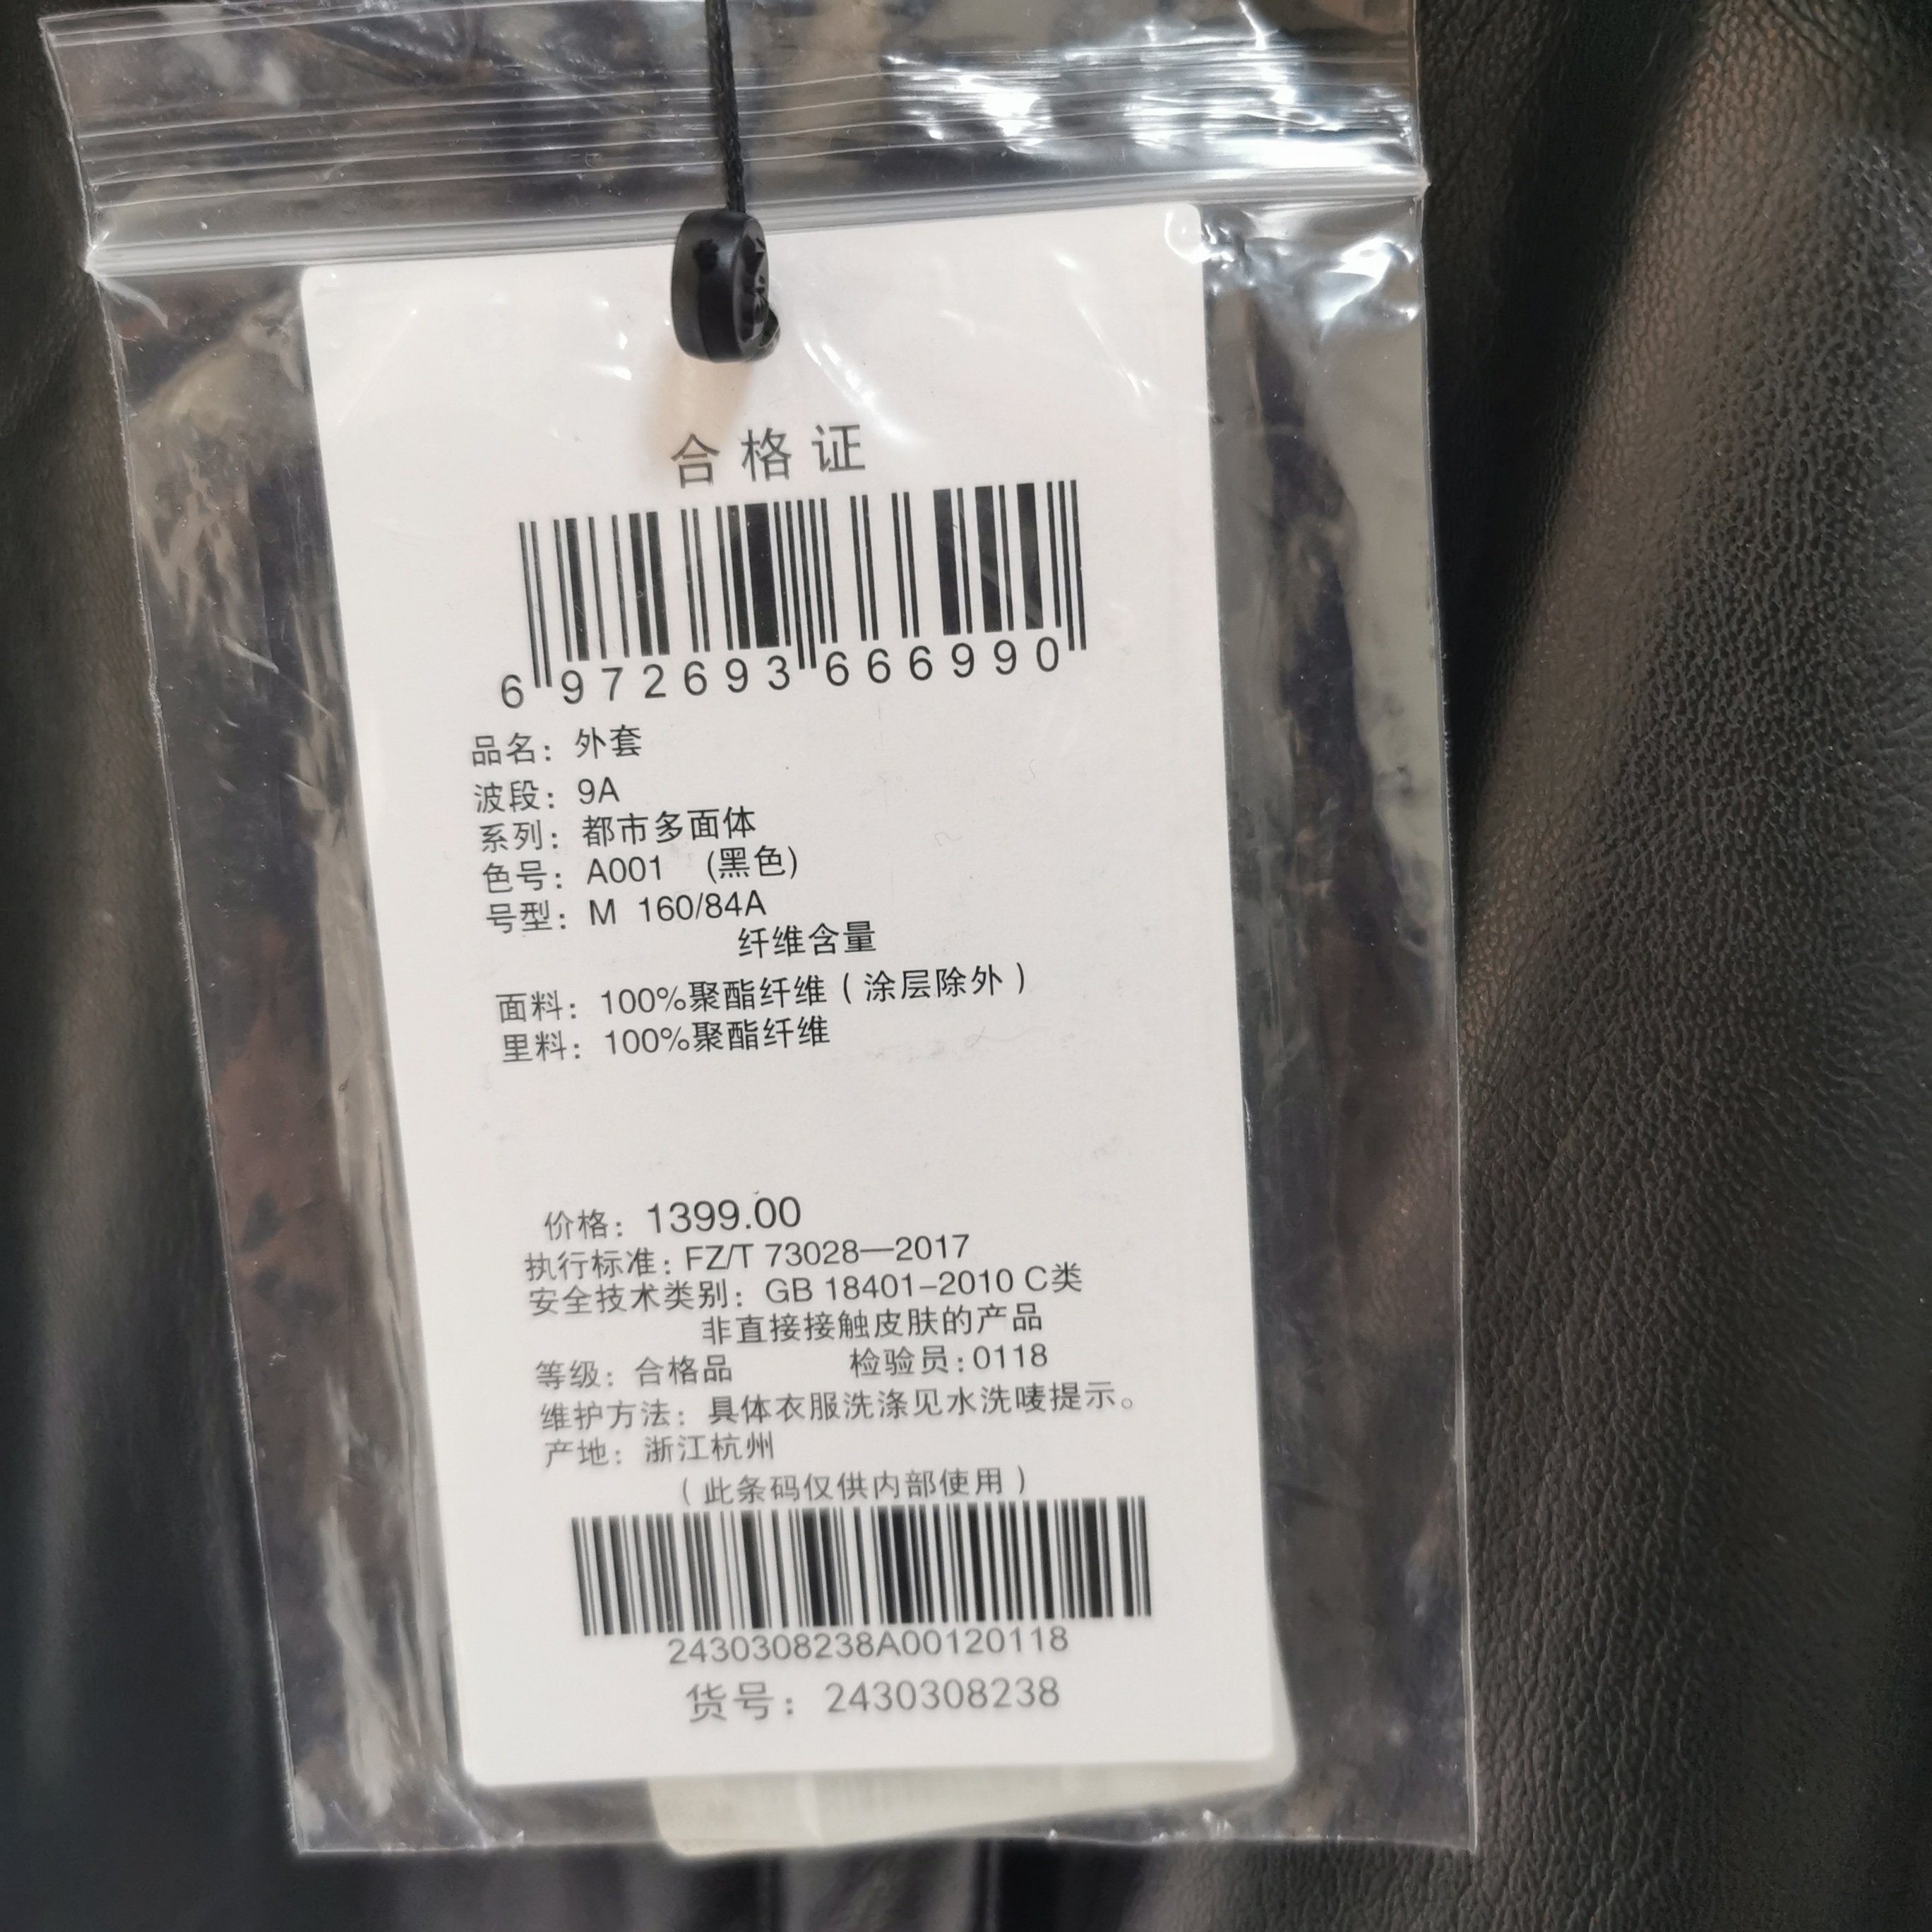 合格证
6 972693 666990
品名：外套
波段：9A
系列：都市多面体
色号：A001 (黑色)
号型：M 160/84A
纤维含量
面料：100%聚酯纤维（涂层除外）
里料：100%聚酯纤维
价格：1399.00
执行标准：FZ/T 73028—2017
安全技术类别：GB 18401-2010 C类
非直接接触皮肤的产品
等级：合格品 检验员：0118
维护方法：具体衣服洗涤见水洗唛提示。
产地：浙江杭州
（此条码仅供内部使用）
2430308238A00120118
货号：2430308238